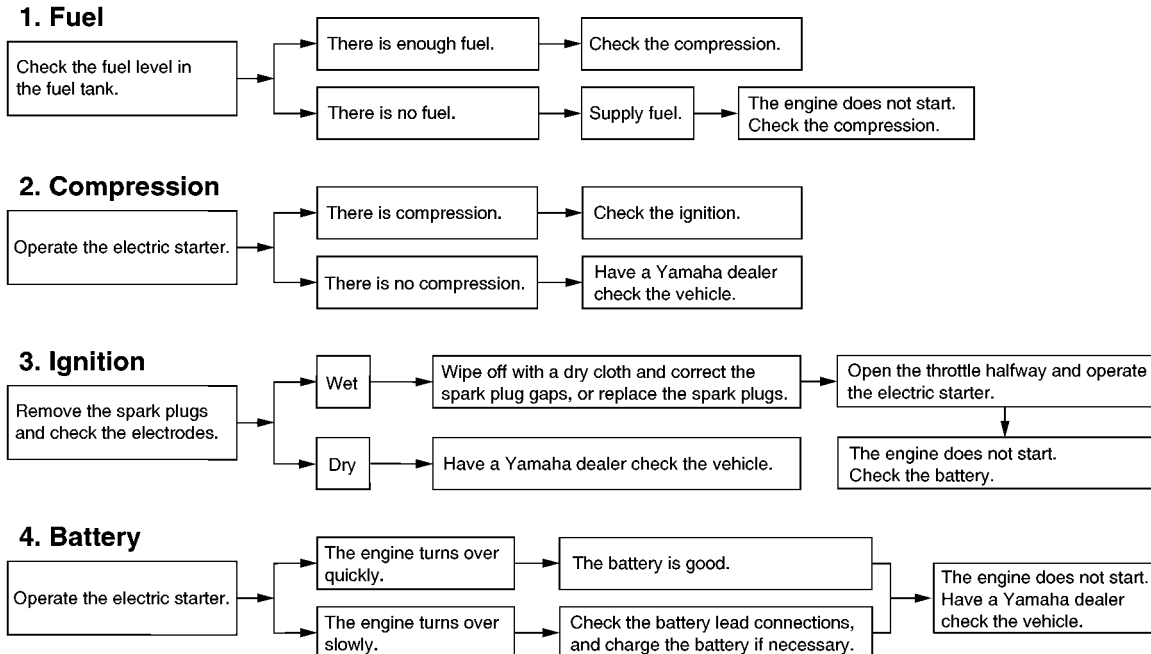 1. Fuel
Check the fuel level in
the fuel tank.
There is enough fuel.
Check the compression.
There is no fuel.
Supply fuel.
The engine does not start.
Check the compression.
2. Compression
Operate the electric starter.
There is compression.
Check the ignition.
There is no compression.
Have a Yamaha dealer
check the vehicle.
3. Ignition
Remove the spark plugs
and check the electrodes.
Wet
Wipe off with a dry cloth and correct the
spark plug gaps, or replace the spark plugs.
Open the throttle halfway and operate
the electric starter.
The engine does not start.
Check the battery.
Dry
Have a Yamaha dealer check the vehicle.
4. Battery
Operate the electric starter.
The engine turns over
quickly.
The battery is good.
The engine turns over
slowly.
Check the battery lead connections,
and charge the battery if necessary.
The engine does not start.
Have a Yamaha dealer
check the vehicle.